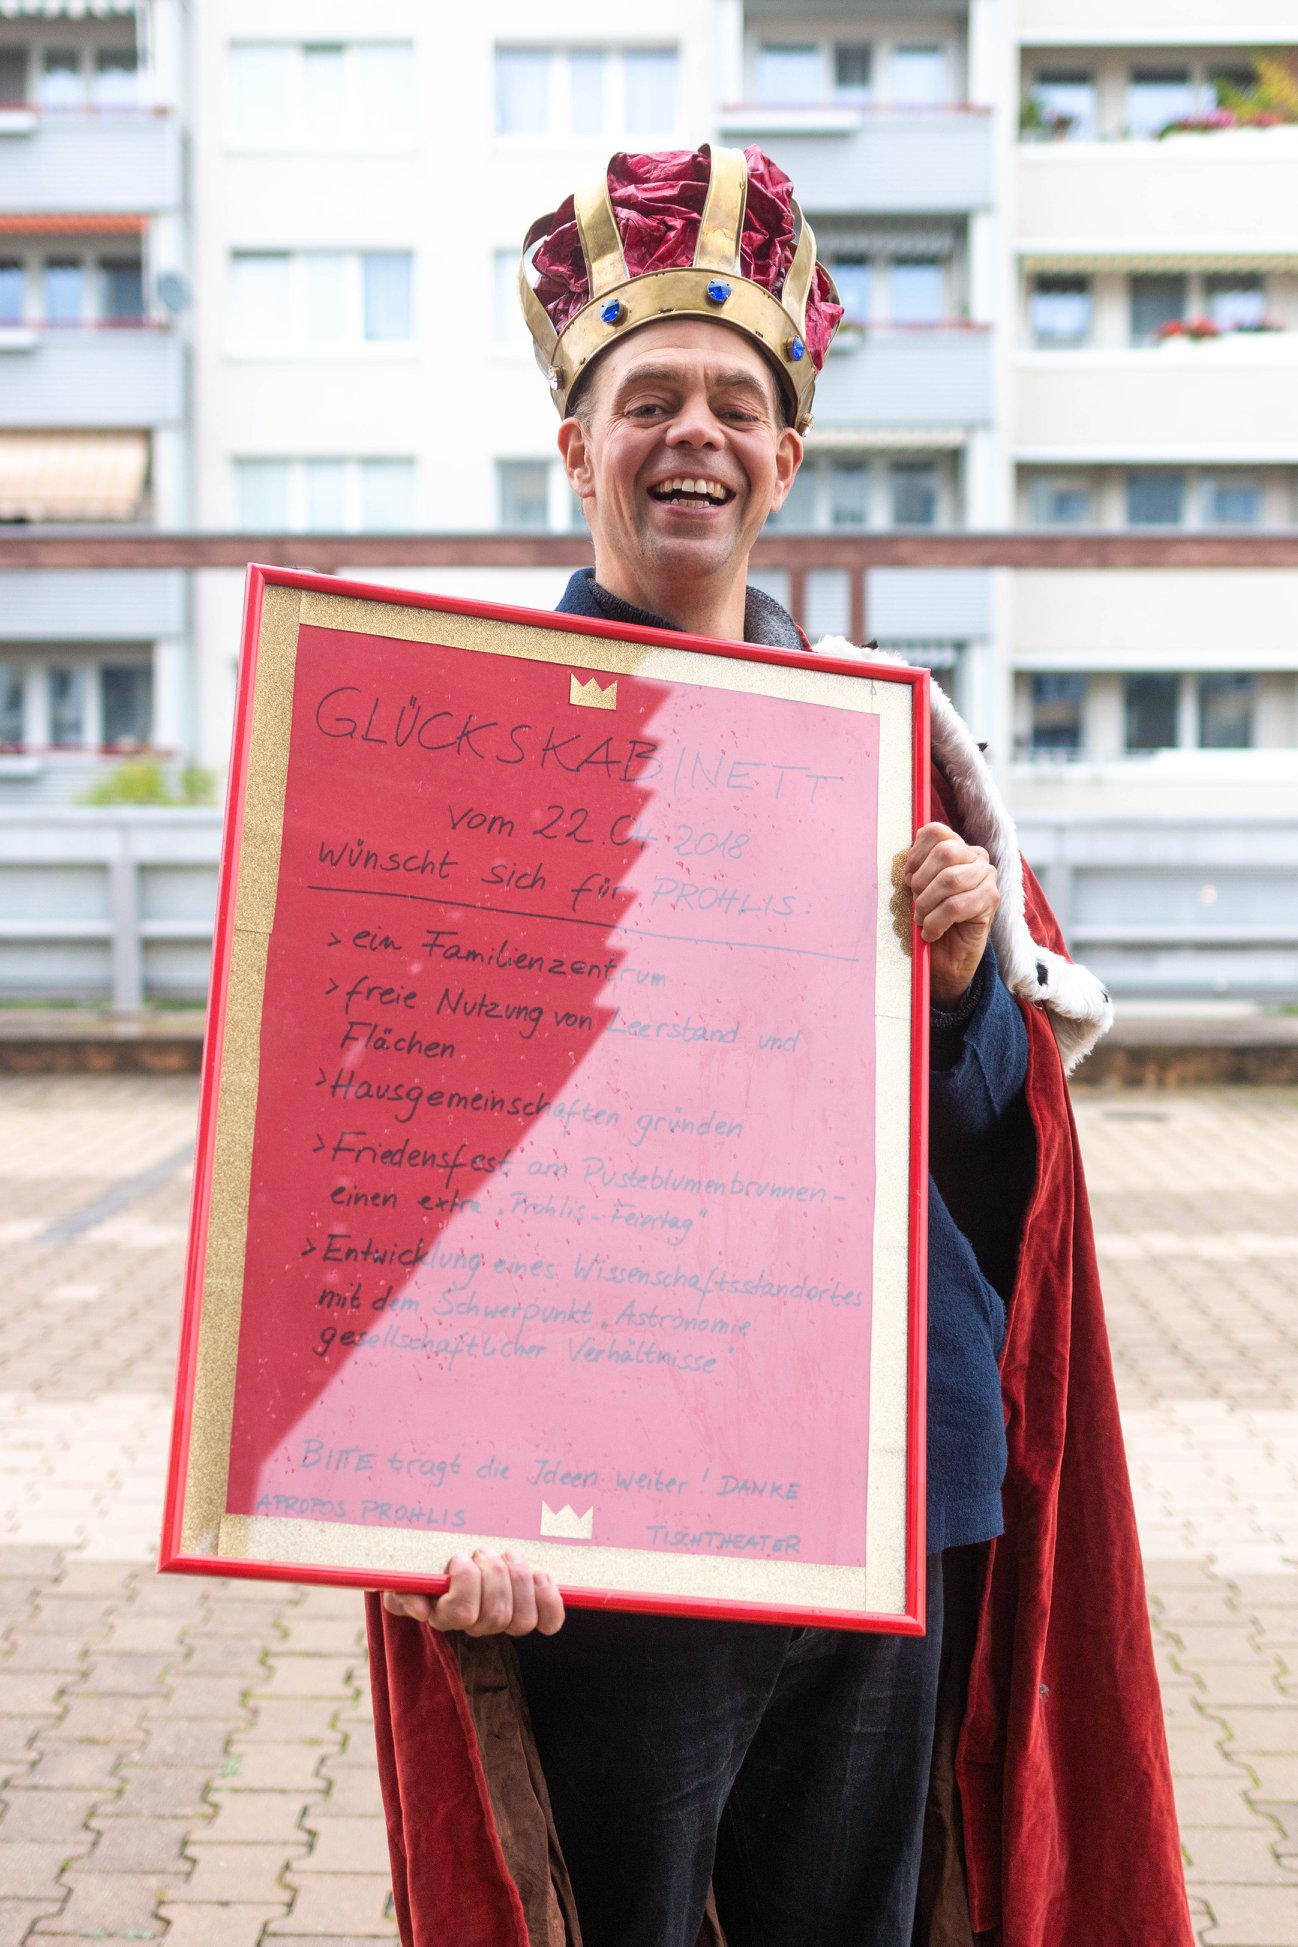 GLÜCKSKABINETT
vom 22.04.2018
wünscht sich für PROHLIS:
> ein Familienzentrum
> freie Nutzung von Leerstand und
Flächen
> Hausgemeinschaften gründen
> Friedensfest am Pusteblumenbrunnen -
einen extra „Prohlis - Feiertag"
> Entwicklung eines Wissenschaftsstandortes
mit dem Schwerpunkt „Astronomie
gesellschaftlicher Verhältnisse"
BITTE tragt die Ideen weiter! DANKE
APROPOS PROHLIS
TISCHTHEATER